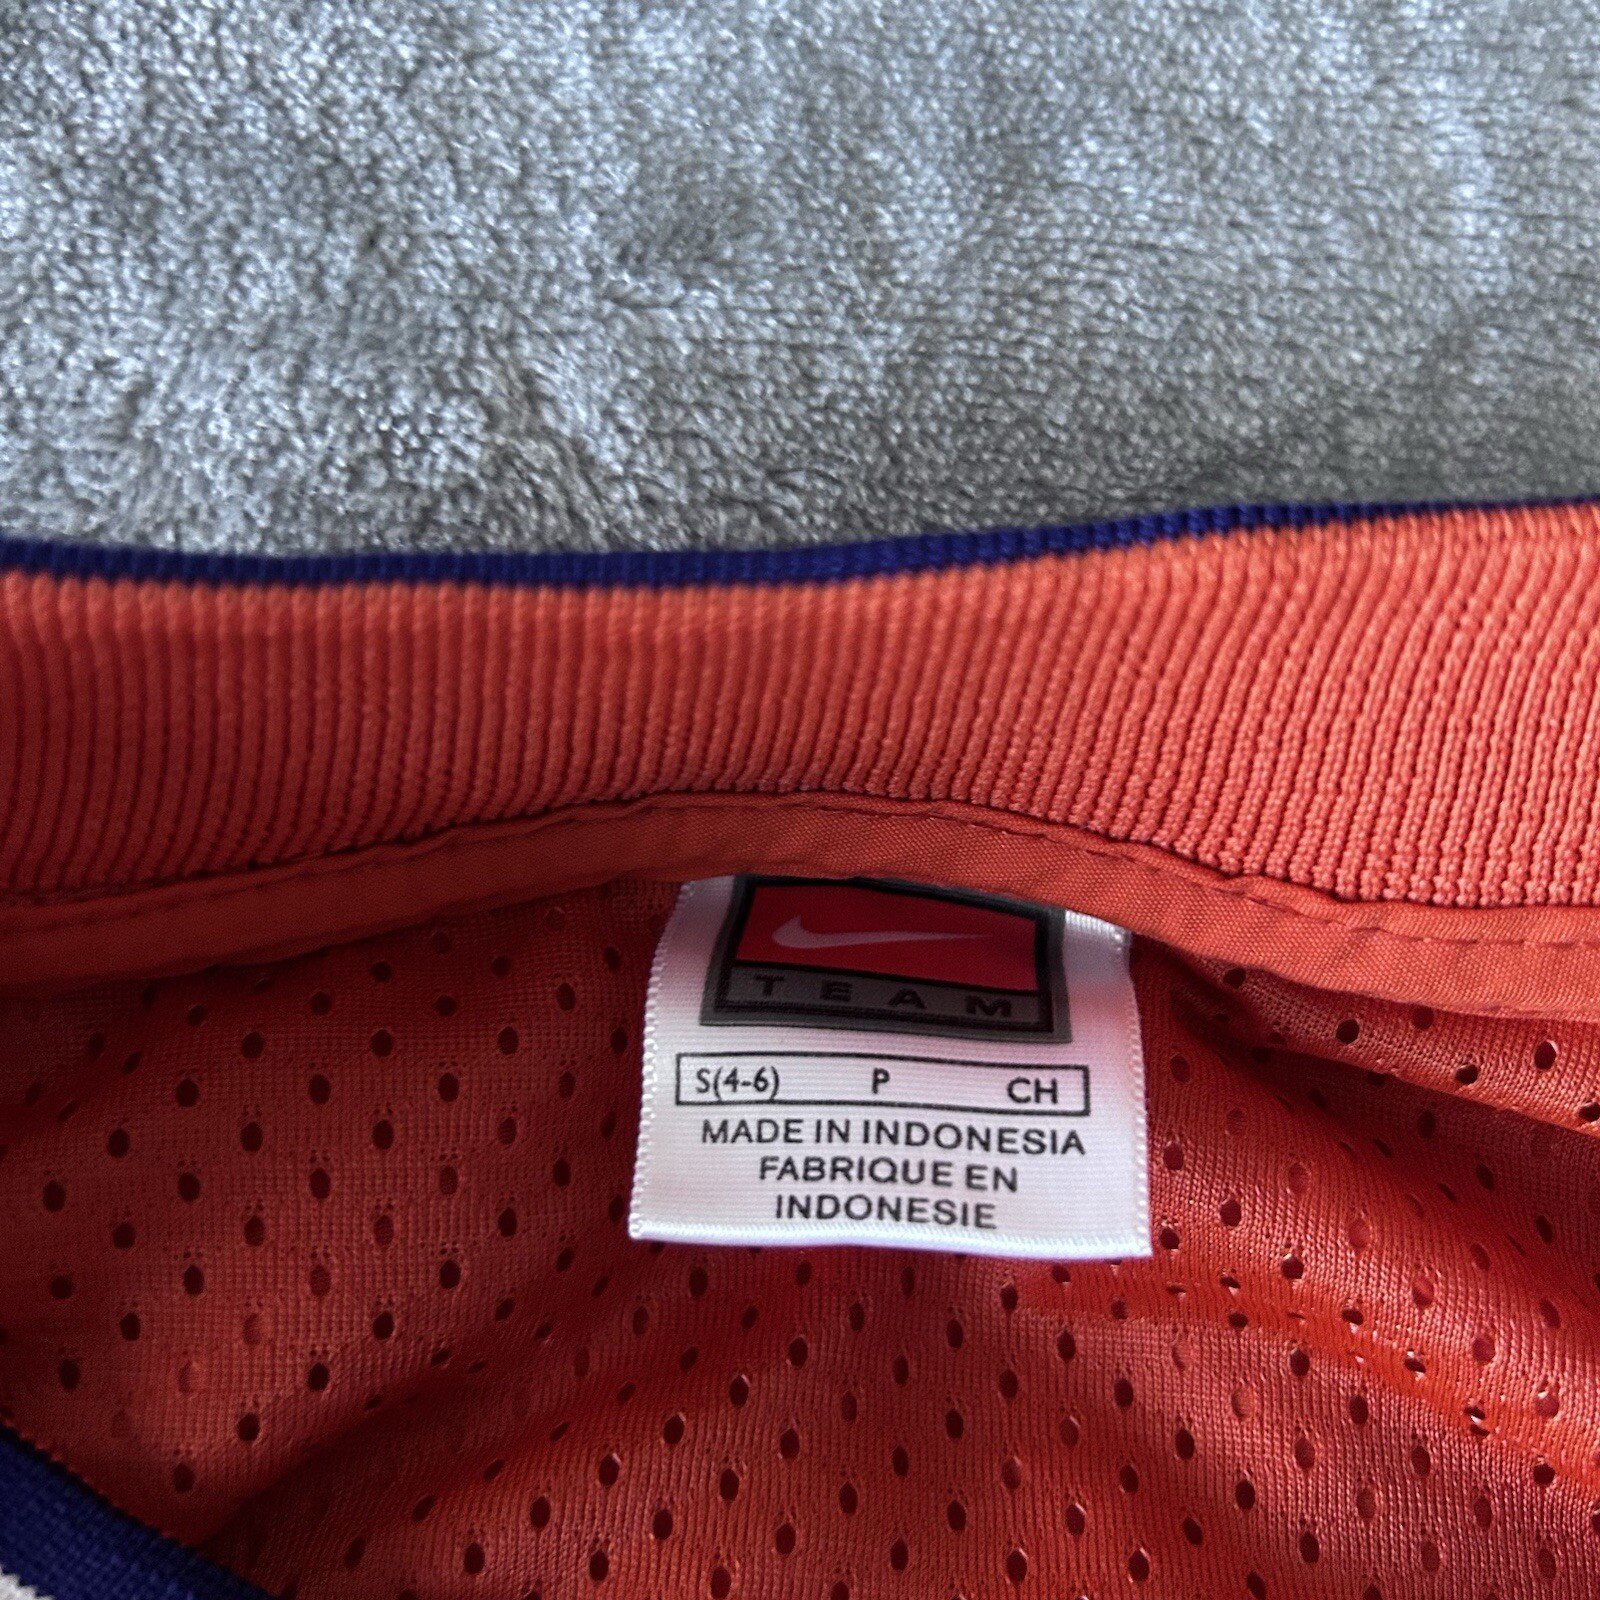 TEAM
S(4-6) P CH
MADE IN INDONESIA
FABRIQUE EN
INDONESIE